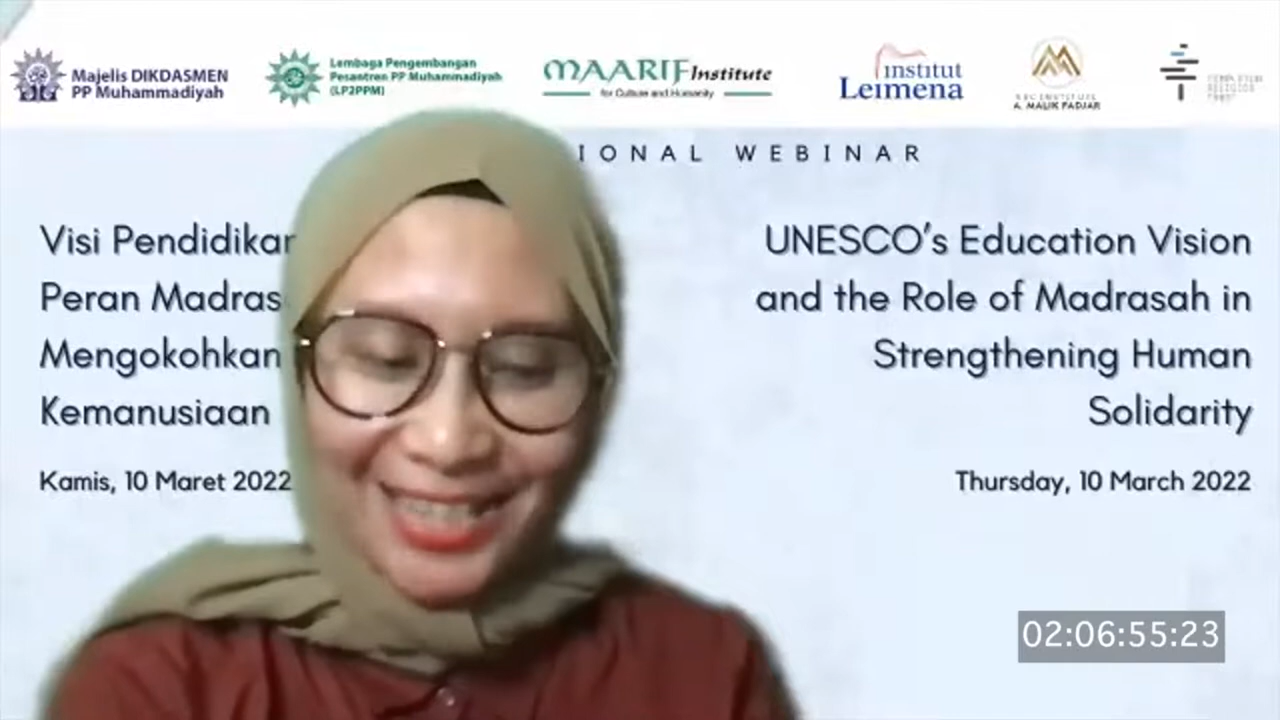 Majelis DIKDASMEN
PP Muhammadiyah
Lembaga Pengembangan
Pesantren PP Muhammadiyah
(LP2PPM)
MAARIF Institute
for Culture and Humanity
institut
Leimena
A. MALIK FADJAR
IONAL WEBINAR
Visi Pendidikan
Peran Madras
Mengokohkan
Kemanusiaan
Kamis, 10 Maret 2022
UNESCO's Education Vision
and the Role of Madrasah in
Strengthening Human
Solidarity
Thursday, 10 March 2022
02:06:55:23